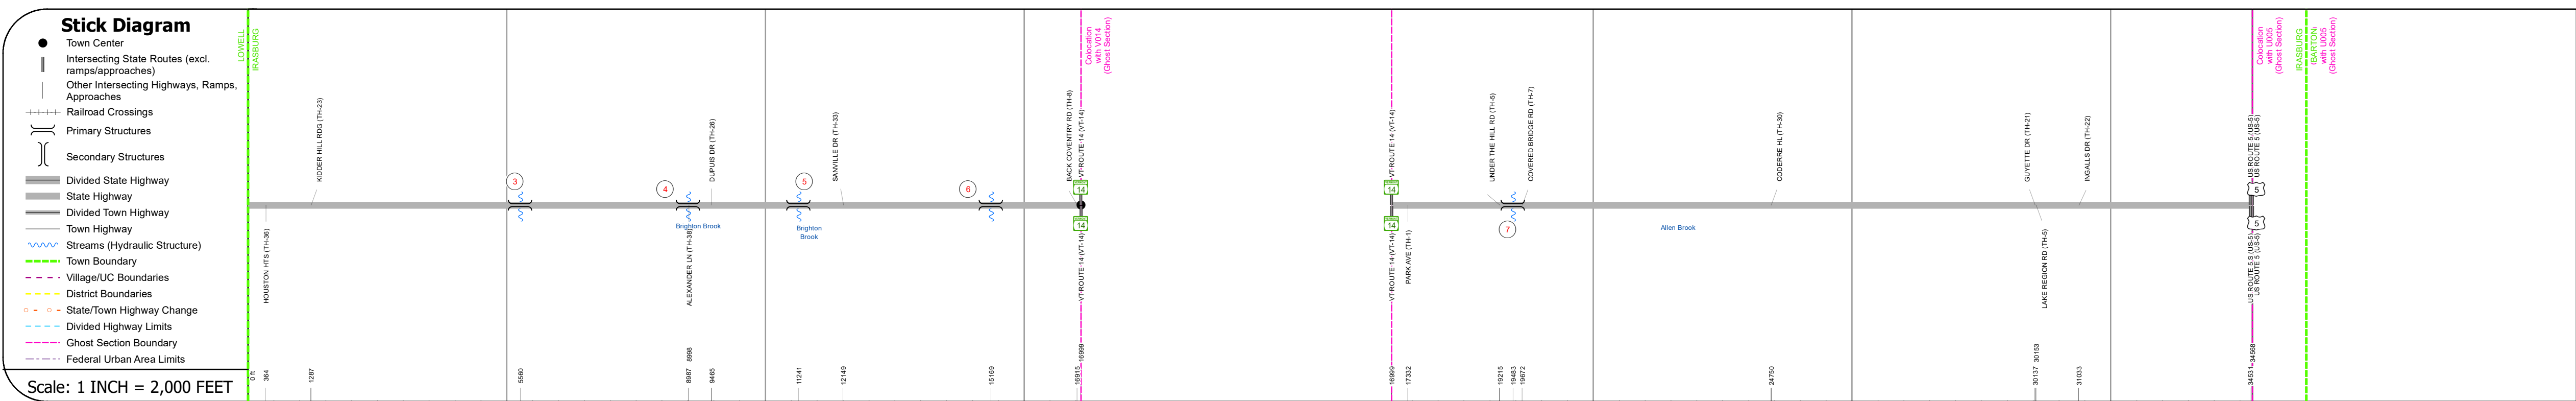 Stick Diagram
Town Center
Intersecting State Routes (excl.
ramps/approaches)
Other Intersecting Highways, Ramps,
Approaches
Railroad Crossings
Primary Structures
Secondary Structures
Divided State Highway
State Highway
Divided Town Highway
Town Highway
Streams (Hydraulic Structure)
Town Boundary
Village/UC Boundaries
District Boundaries
State/Town Highway Change
Divided Highway Limits
Ghost Section Boundary
Federal Urban Area Limits
Scale: 1 INCH = 2,000 FEET
LOWELL
IRASBURG
HOUSTON HTS (TH-36)
KIDDER HILL RDG (TH-23)
3
4
Brighton Brook
ALEXANDER LN (TH-38)
DUPUIS DR (TH-26)
5
Brighton
Brook
SANVILLE DR (TH-33)
6
BACK COVENTRY RD (TH-8)
VT-ROUTE-14 (VT-14)
14
14
VT-ROUTE-14 (VT-14)
Colocation
with V014
(Ghost Section)
VT-ROUTE-14 (VT-14)
14
14
VT-ROUTE-14 (VT-14)
PARK AVE (TH-1)
UNDER THE HILL RD (TH-5)
7
COVERED BRIDGE RD (TH-7)
Allen Brook
CODERRE HL (TH-30)
GUYETTE DR (TH-21)
LAKE REGION RD (TH-5)
INGALLS DR (TH-22)
US ROUTE 5 (US-5)
US ROUTE 5 (US-5)
5
5
US ROUTE 5 S (US-5)
US ROUTE 5 (US-5)
Colocation
with U005
(Ghost Section)
IRASBURG
(BARTON)
with U005
(Ghost Section)
0 ft
364
1287
5560
8987
8998
9465
11241
12149
15169
16915
16999
16999
17332
19215
19483
19672
24750
30137
30153
31033
34531
34568